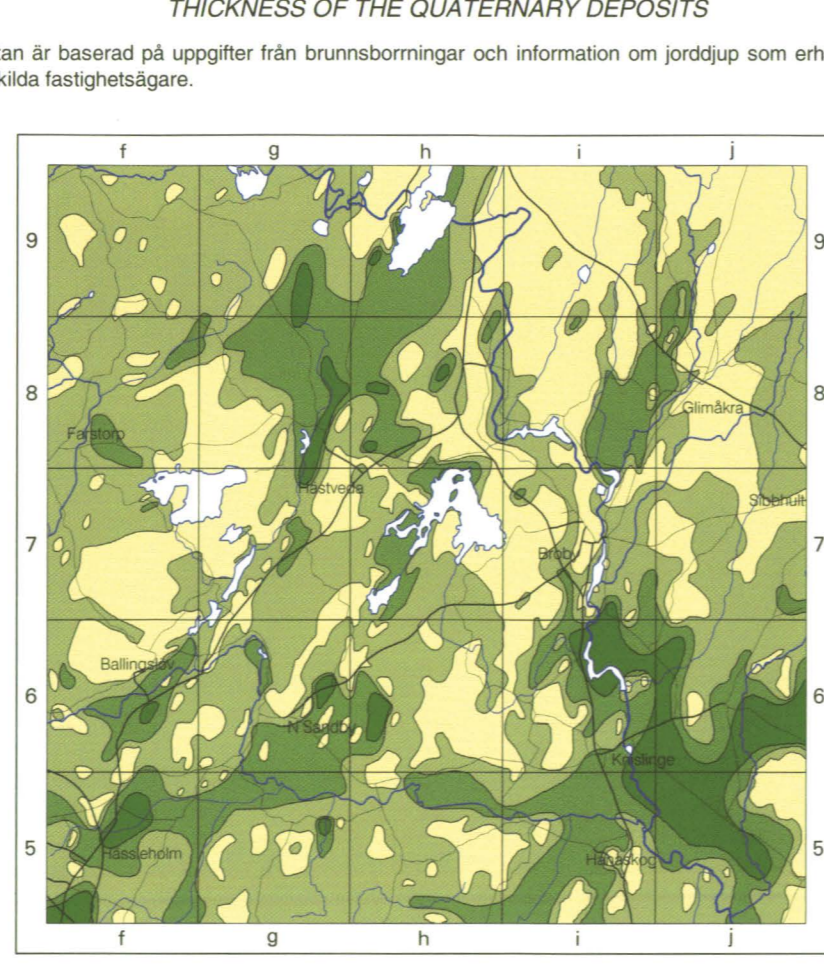 THICKNESS OF THE QUATERNARY DEPOSITS
tan är baserad på uppgifter från brunnsborrningar och information om jorddjup som erh
kilda fastighetsägare.
f g h i j
9 9
8 8
Glimåkra
Farstorp
Hästveda
Sibbhult
7 7
Broby
Ballingslöv
6 6
N Sandby
Knislinge
5 5
Hässleholm
Hanaskog
f g h i j